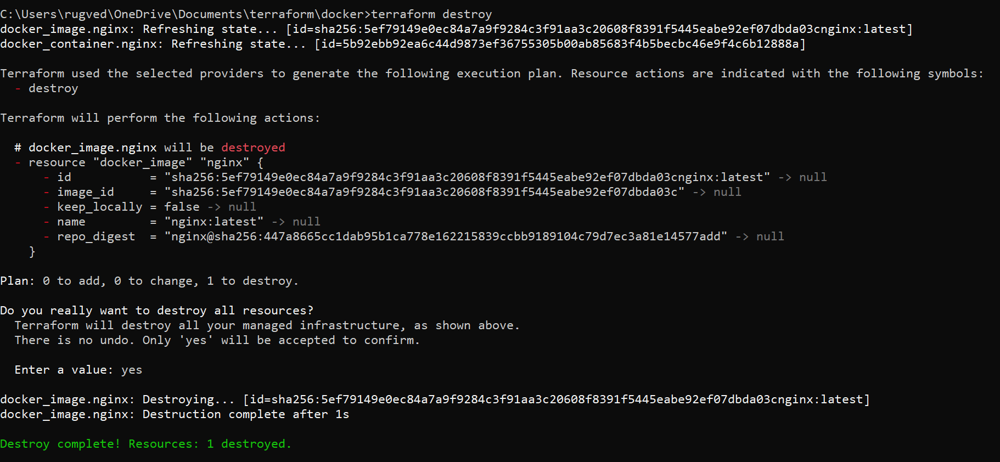 C:\Users\rugved\OneDrive\Documents\terraform\docker>terraform destroy
docker_image.nginx: Refreshing state... [id=sha256:5ef79149e0ec84a7a9f9284c3f91aa3c20608f8391f5445eabe92ef07dbda03cnginx:latest]
docker_container.nginx: Refreshing state... [id=5b92ebb92ea6c44d9873ef36755305b00ab85683f4b5becbc46e9f4c6b12888a]
Terraform used the selected providers to generate the following execution plan. Resource actions are indicated with the following symbols:
  - destroy
Terraform will perform the following actions:
  # docker_image.nginx will be destroyed
  - resource "docker_image" "nginx" {
      - id           = "sha256:5ef79149e0ec84a7a9f9284c3f91aa3c20608f8391f5445eabe92ef07dbda03cnginx:latest" -> null
      - image_id     = "sha256:5ef79149e0ec84a7a9f9284c3f91aa3c20608f8391f5445eabe92ef07dbda03c" -> null
      - keep_locally = false -> null
      - name         = "nginx:latest" -> null
      - repo_digest  = "nginx@sha256:447a8665cc1dab95b1ca778e162215839ccbb9189104c79d7ec3a81e14577add" -> null
    }
Plan: 0 to add, 0 to change, 1 to destroy.
Do you really want to destroy all resources?
  Terraform will destroy all your managed infrastructure, as shown above.
  There is no undo. Only 'yes' will be accepted to confirm.
  Enter a value: yes
docker_image.nginx: Destroying... [id=sha256:5ef79149e0ec84a7a9f9284c3f91aa3c20608f8391f5445eabe92ef07dbda03cnginx:latest]
docker_image.nginx: Destruction complete after 1s
Destroy complete! Resources: 1 destroyed.